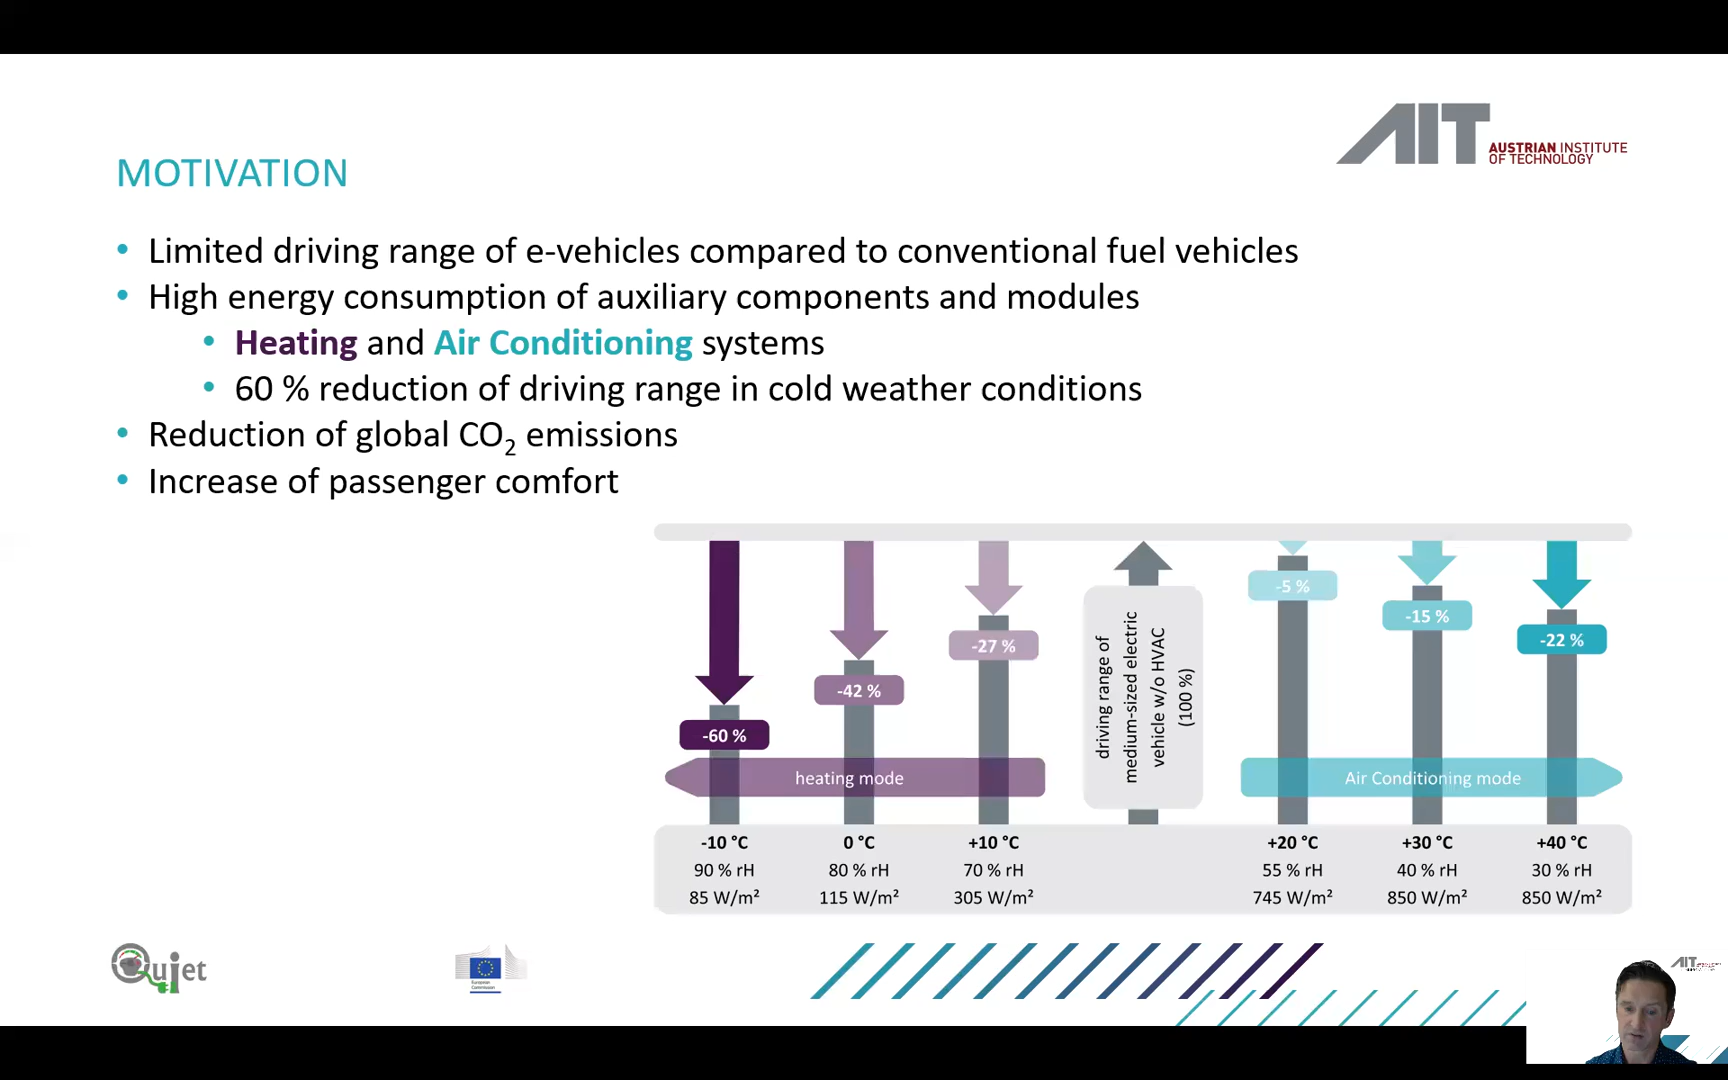 AIT
AUSTRIAN INSTITUTE
OF TECHNOLOGY
MOTIVATION
• Limited driving range of e-vehicles compared to conventional fuel vehicles
• High energy consumption of auxiliary components and modules
• Heating and Air Conditioning systems
• 60 % reduction of driving range in cold weather conditions
• Reduction of global CO₂ emissions
• Increase of passenger comfort
-60 %
-42 %
-27 %
driving range of
medium-sized electric
vehicle w/o HVAC
(100 %)
-5 %
-15 %
-22 %
heating mode
Air Conditioning mode
-10 °C
90 % rH
85 W/m²
0 °C
80 % rH
115 W/m²
+10 °C
70 % rH
305 W/m²
+20 °C
55 % rH
745 W/m²
+30 °C
40 % rH
850 W/m²
+40 °C
30 % rH
850 W/m²
Quiet
European
Commission
AIT